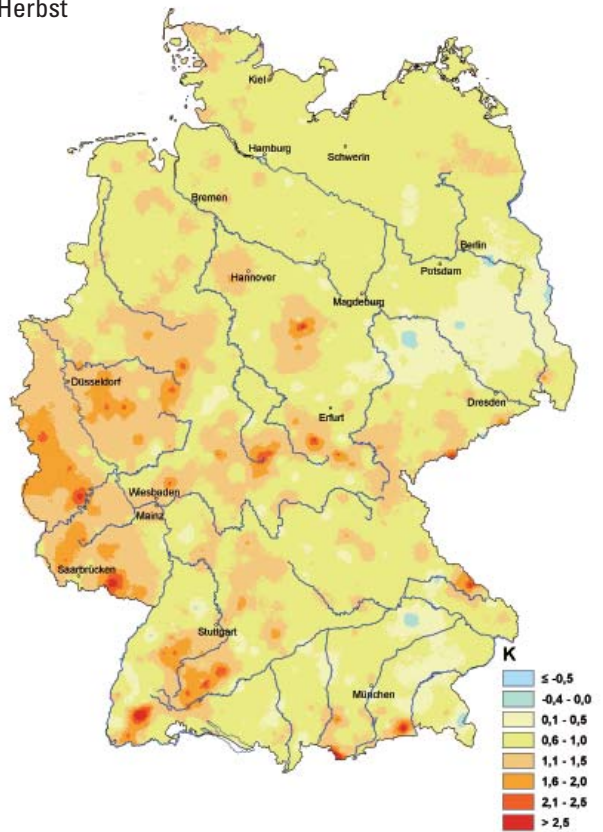 Herbst
Kiel
Hamburg
Schwerin
Bremen
Berlin
Potsdam
Hannover
Magdeburg
Düsseldorf
Erfurt
Dresden
Wiesbaden
Mainz
Saarbrücken
Stuttgart
München
K
≤ -0,5
-0,4 - 0,0
0,1 - 0,5
0,6 - 1,0
1,1 - 1,5
1,6 - 2,0
2,1 - 2,5
> 2,5